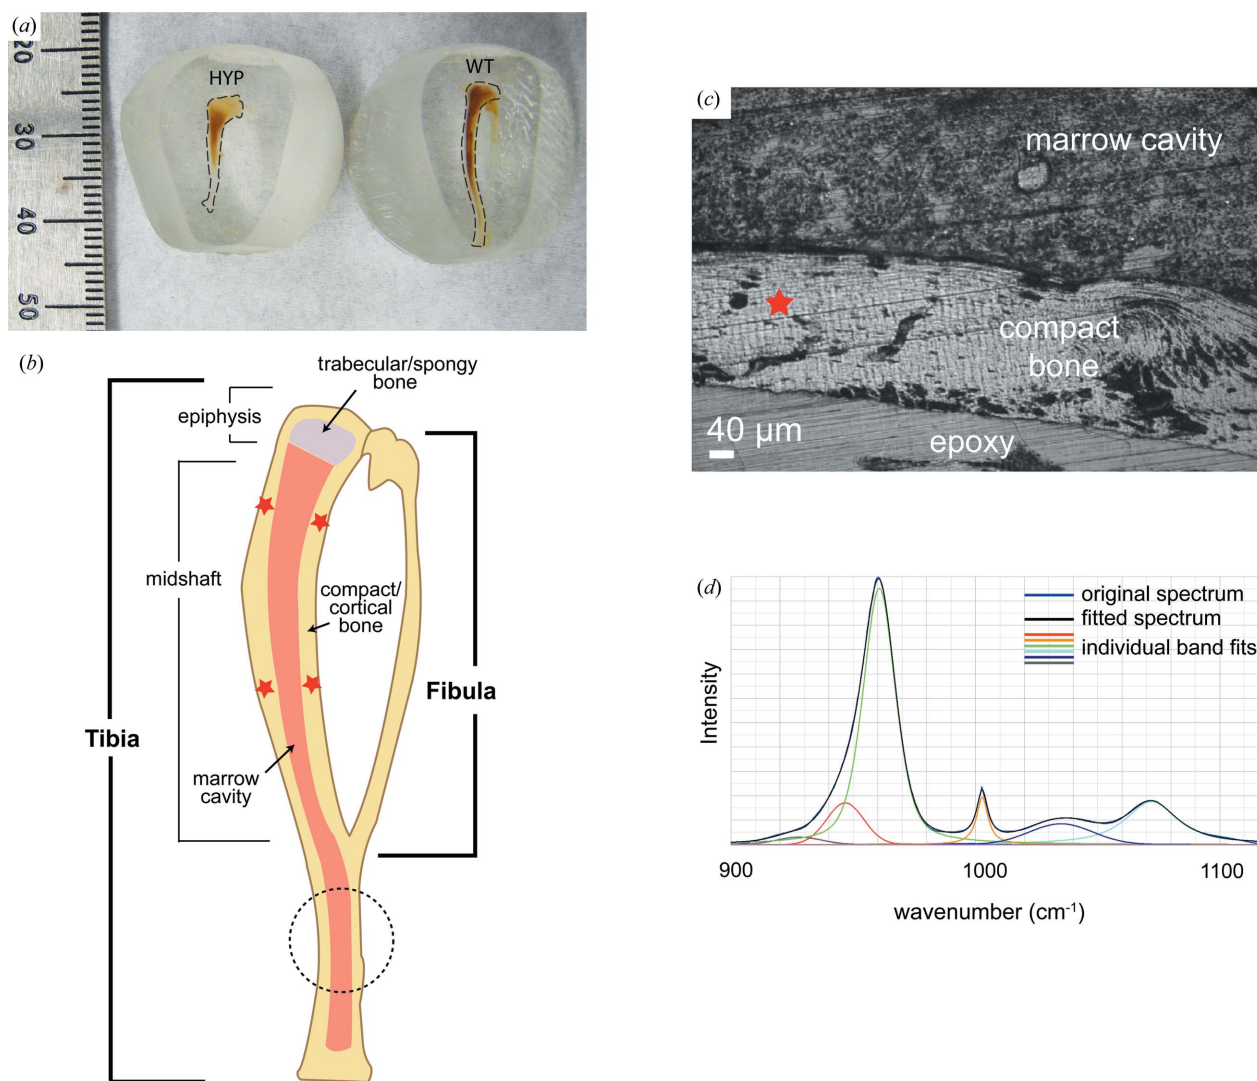 (a)
20
30
40
50
HYP
WT
(b)
trabecular/spongy
bone
epiphysis
midshaft
compact/
cortical
bone
Fibula
Tibia
marrow
cavity
(c)
marrow cavity
compact
bone
40 µm
epoxy
(d)
original spectrum
fitted spectrum
individual band fits
Intensity
900
1000
1100
wavenumber (cm⁻¹)